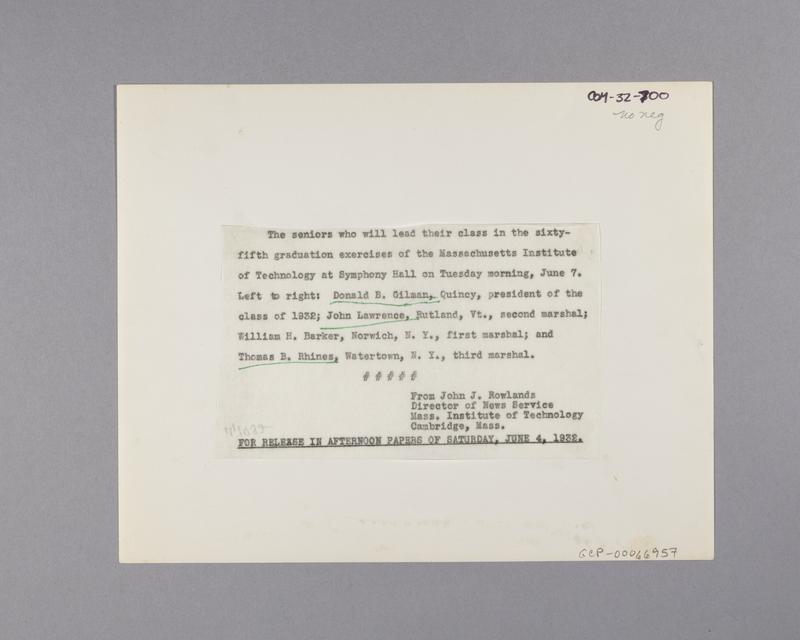 COM-32-700
no neg
The seniors who will lead their class in the sixty-
fifth graduation exercises of the Massachusetts Institute
of Technology at Symphony Hall on Tuesday morning, June 7.
Left to right: Donald B. Gilman, Quincy, president of the
class of 1932; John Lawrence, Rutland, Vt., second marshal;
William H. Barker, Norwich, N. Y., first marshal; and
Thomas B. Rhines, Watertown, N. Y., third marshal.
# # # # #
From John J. Rowlands
Director of News Service
Mass. Institute of Technology
Cambridge, Mass.
FOR RELEASE IN AFTERNOON PAPERS OF SATURDAY, JUNE 4, 1932.
GCP-00066957